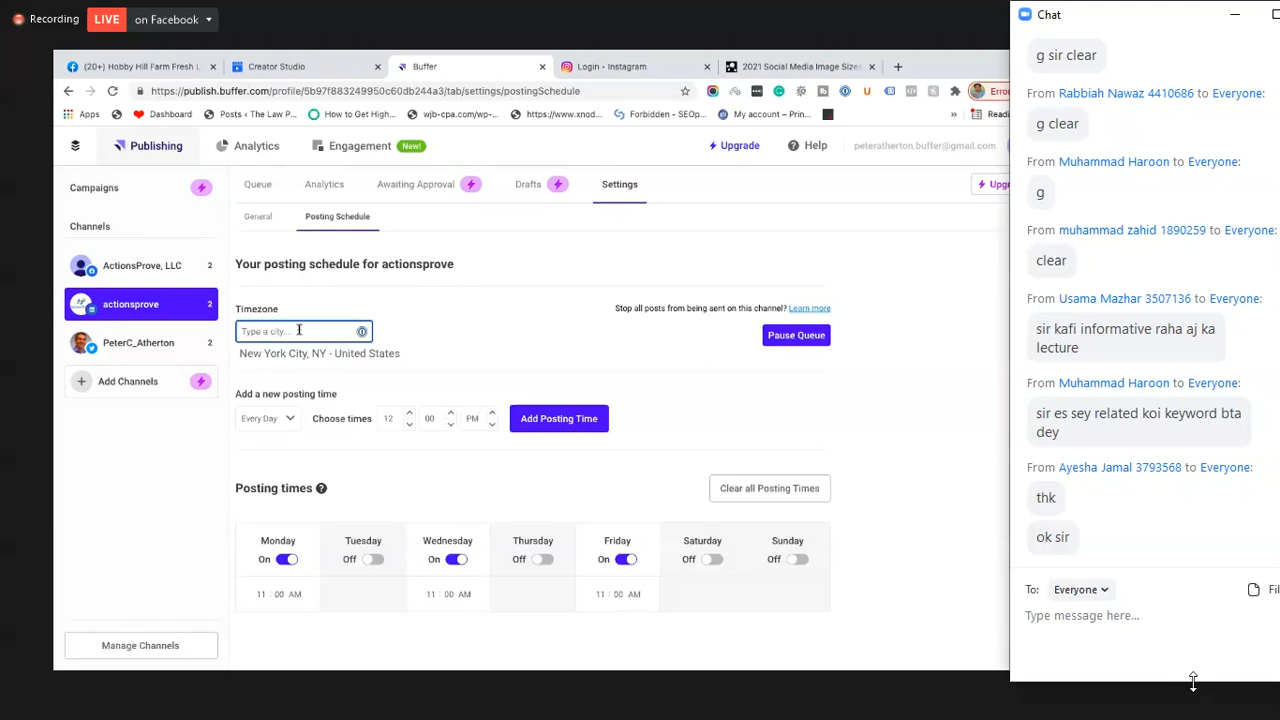 Recording
LIVE on Facebook
(20+) Hobby Hill Farm Fresh L
Creator Studio
Buffer
Login • Instagram
2021 Social Media Image Sizes
https://publish.buffer.com/profile/5b97f883249950c60db244a3/tab/settings/postingSchedule
Error
Apps
Dashboard
Posts ‹ The Law P...
How to Get High...
wjb-cpa.com/wp-...
https://www.xnod...
Forbidden - SEOp...
My account – Prin...
»
Readi
Publishing
Analytics
Engagement New!
Upgrade
Help
peteratherton.buffer@gmail.com
Campaigns
Queue
Analytics
Awaiting Approval
Drafts
Settings
Upg
General
Posting Schedule
Channels
ActionsProve, LLC 2
actionsprove 2
PeterC_Atherton 2
Add Channels
Manage Channels
Your posting schedule for actionsprove
Timezone
Stop all posts from being sent on this channel? Learn more
Type a city...
Pause Queue
New York City, NY - United States
Add a new posting time
Every Day
Choose times 12 00 PM
Add Posting Time
Posting times
Clear all Posting Times
Monday Tuesday Wednesday Thursday Friday Saturday Sunday
On Off On Off On Off Off
11 : 00 AM 11 : 00 AM 11 : 00 AM
Chat
g sir clear
From Rabbiah Nawaz 4410686 to Everyone:
g clear
From Muhammad Haroon to Everyone:
g
From muhammad zahid 1890259 to Everyone:
clear
From Usama Mazhar 3507136 to Everyone:
sir kafi informative raha aj ka
lecture
From Muhammad Haroon to Everyone:
sir es sey related koi keyword bta
dey
From Ayesha Jamal 3793568 to Everyone:
thk
ok sir
To: Everyone
Fil
Type message here...